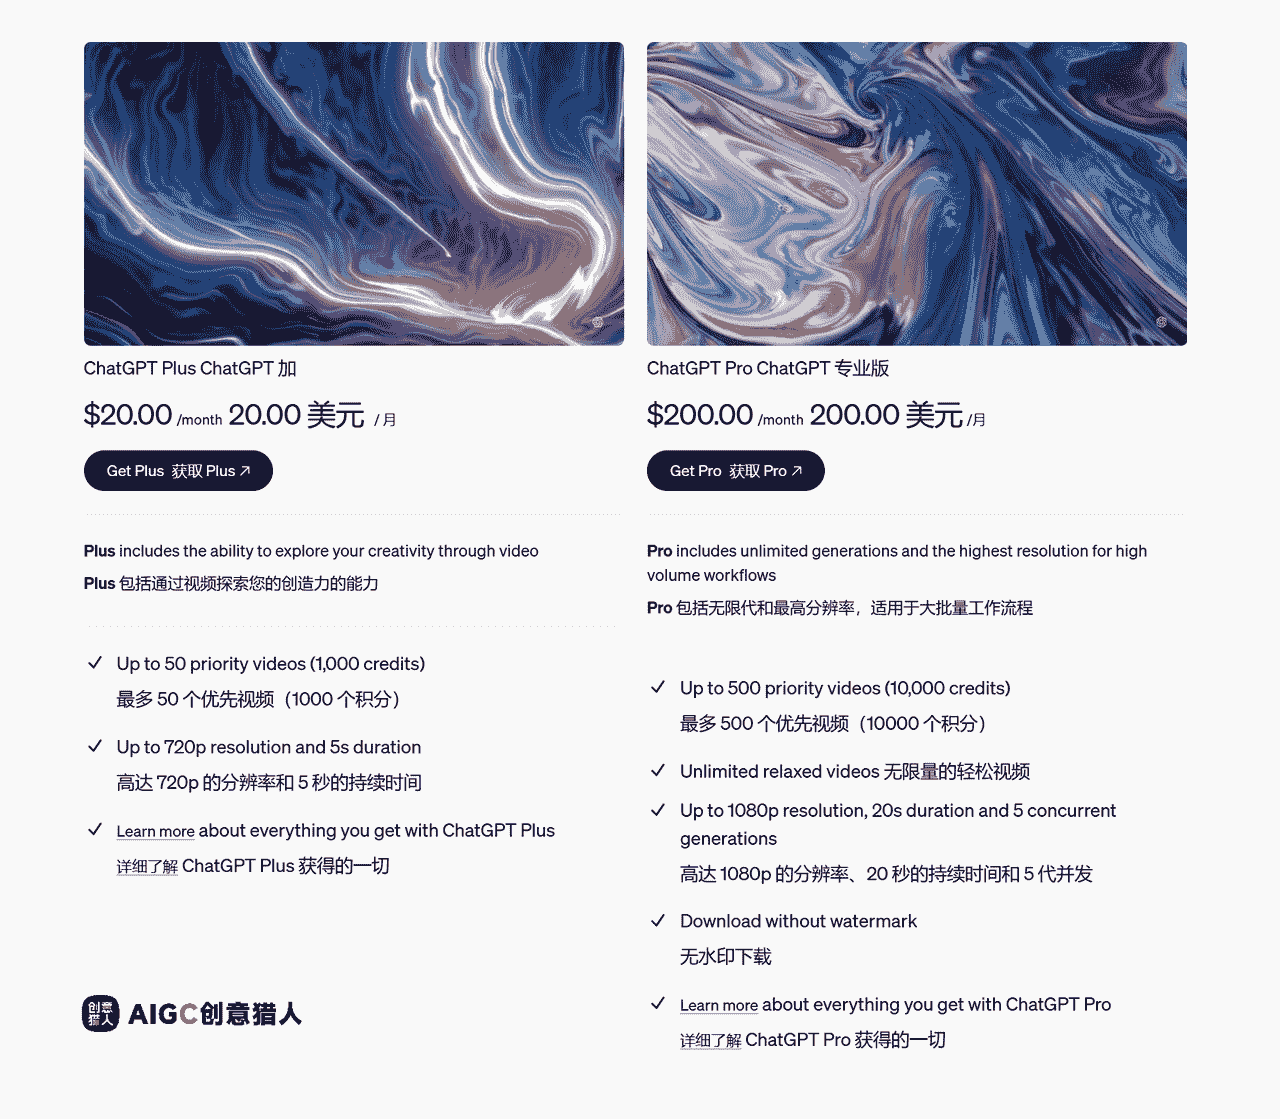 ChatGPT Plus ChatGPT 加
$20.00 /month 20.00 美元 / 月
Get Plus 获取 Plus ↗
Plus includes the ability to explore your creativity through video
Plus 包括通过视频探索您的创造力的能力
Up to 50 priority videos (1,000 credits)
最多 50 个优先视频（1000 个积分）
Up to 720p resolution and 5s duration
高达 720p 的分辨率和 5 秒的持续时间
Learn more about everything you get with ChatGPT Plus
详细了解 ChatGPT Plus 获得的一切
ChatGPT Pro ChatGPT 专业版
$200.00 /month 200.00 美元 /月
Get Pro 获取 Pro ↗
Pro includes unlimited generations and the highest resolution for high
volume workflows
Pro 包括无限代和最高分辨率，适用于大批量工作流程
Up to 500 priority videos (10,000 credits)
最多 500 个优先视频（10000 个积分）
Unlimited relaxed videos 无限量的轻松视频
Up to 1080p resolution, 20s duration and 5 concurrent
generations
高达 1080p 的分辨率、20 秒的持续时间和 5 代并发
Download without watermark
无水印下载
Learn more about everything you get with ChatGPT Pro
详细了解 ChatGPT Pro 获得的一切
创意
猎人
AIGC创意猎人